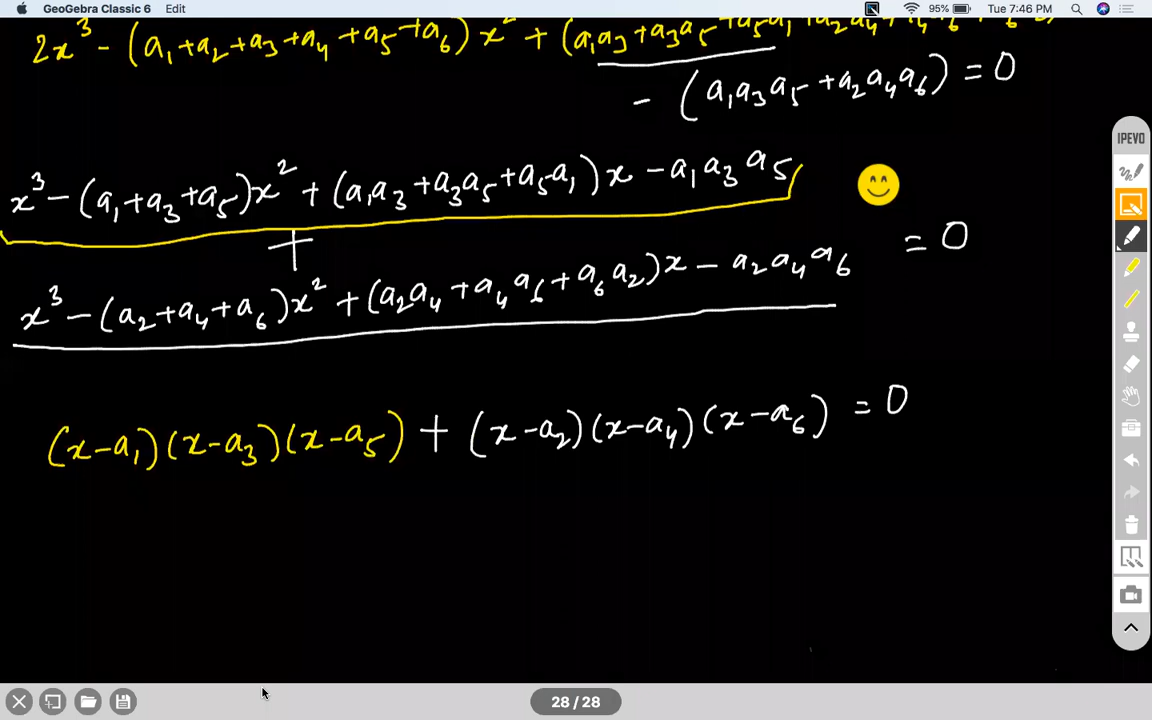 GeoGebra Classic 6 Edit 95% Tue 7:46 PM
2x³ - (a₁+a₂+a₃+a₄+a₅+a₆)x² + (a₁a₃+a₃a₅+a₅a₁+a₂a₄+
- (a₁a₃a₅+a₂a₄a₆) = 0
IPEVO
x³-(a₁+a₃+a₅)x²+(a₁a₃+a₃a₅+a₅a₁)x-a₁a₃a₅
+
= 0
x³-(a₂+a₄+a₆)x²+(a₂a₄+a₄a₆+a₆a₂)x-a₂a₄a₆
(x-a₁)(x-a₃)(x-a₅)+(x-a₂)(x-a₄)(x-a₆) = 0
28 / 28